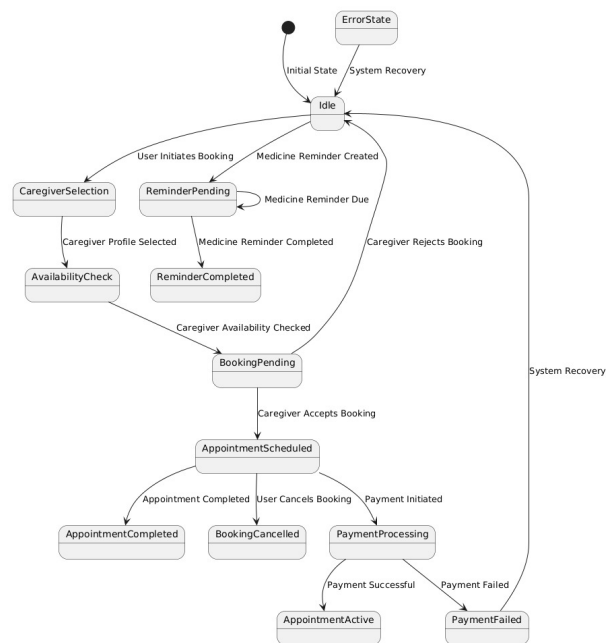 ErrorState
Initial State
System Recovery
Idle
User Initiates Booking
Medicine Reminder Created
CaregiverSelection
ReminderPending
Medicine Reminder Due
Caregiver Profile Selected
Medicine Reminder Completed
Caregiver Rejects Booking
AvailabilityCheck
ReminderCompleted
Caregiver Availability Checked
BookingPending
System Recovery
Caregiver Accepts Booking
AppointmentScheduled
Appointment Completed
User Cancels Booking
Payment Initiated
AppointmentCompleted
BookingCancelled
PaymentProcessing
Payment Successful
Payment Failed
AppointmentActive
PaymentFailed